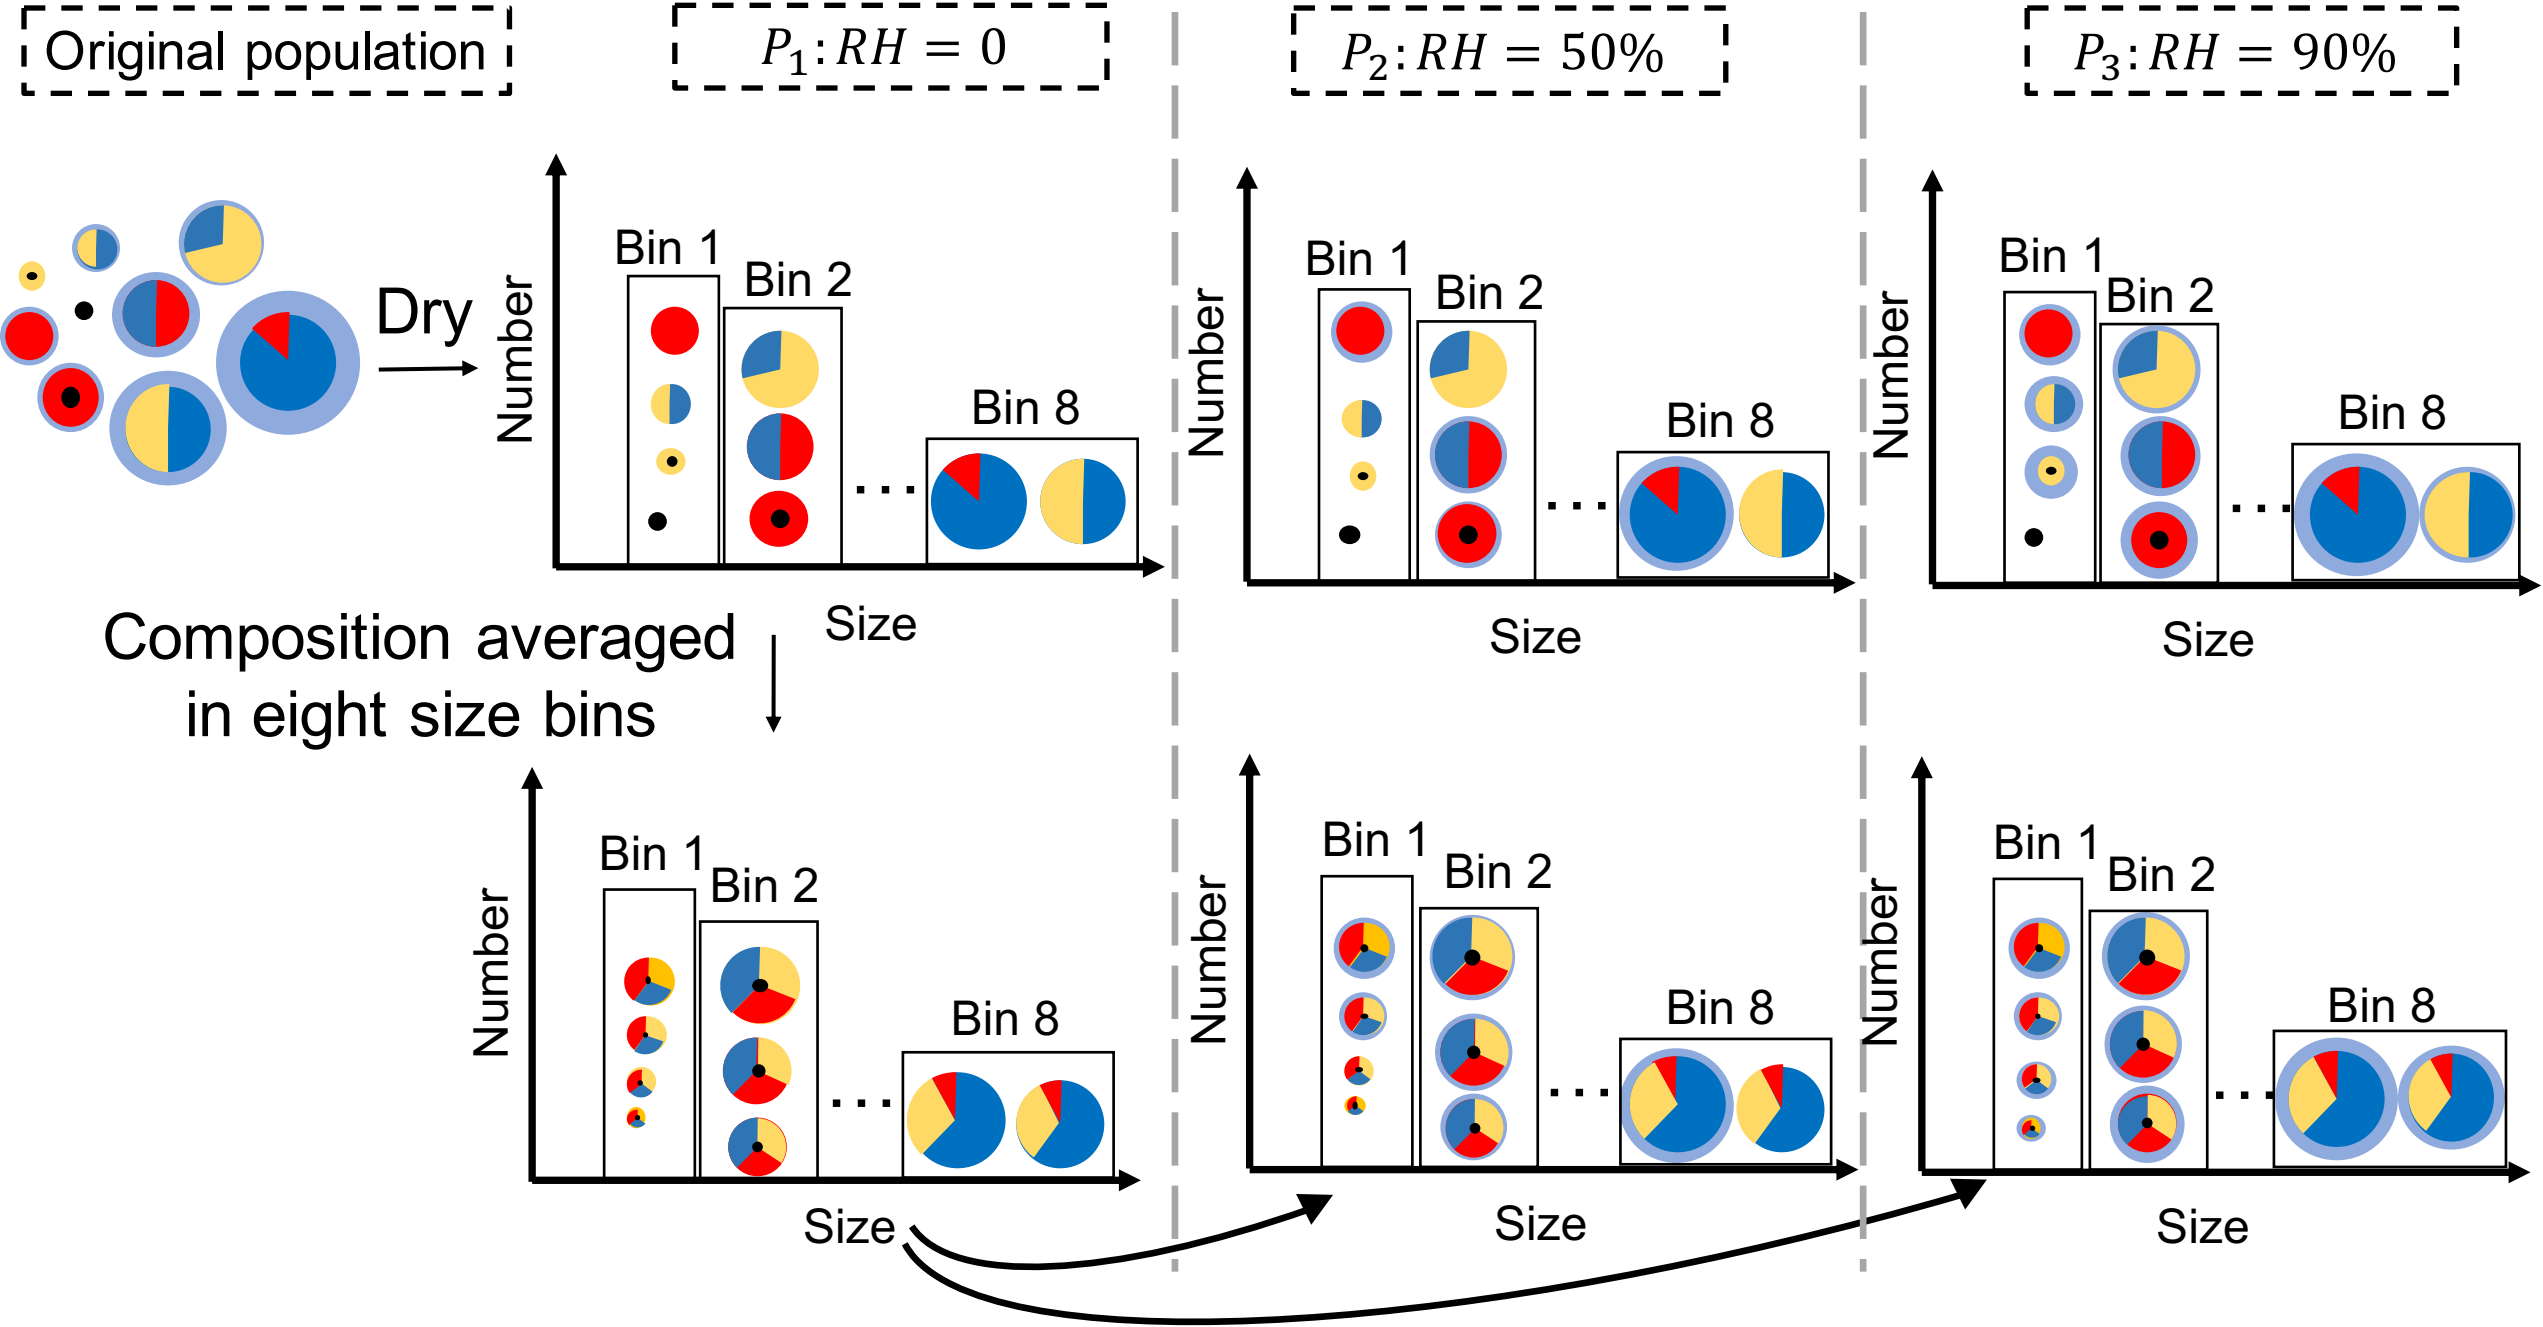 Original population
P₁: RH = 0
P₂: RH = 50%
P₃: RH = 90%
Dry
Number
Bin 1
Bin 2
...
Bin 8
Size
Number
Bin 1
Bin 2
...
Bin 8
Size
Number
Bin 1
Bin 2
...
Bin 8
Size
Composition averaged
in eight size bins
Number
Bin 1
Bin 2
...
Bin 8
Size
Number
Bin 1
Bin 2
...
Bin 8
Size
Number
Bin 1
Bin 2
...
Bin 8
Size